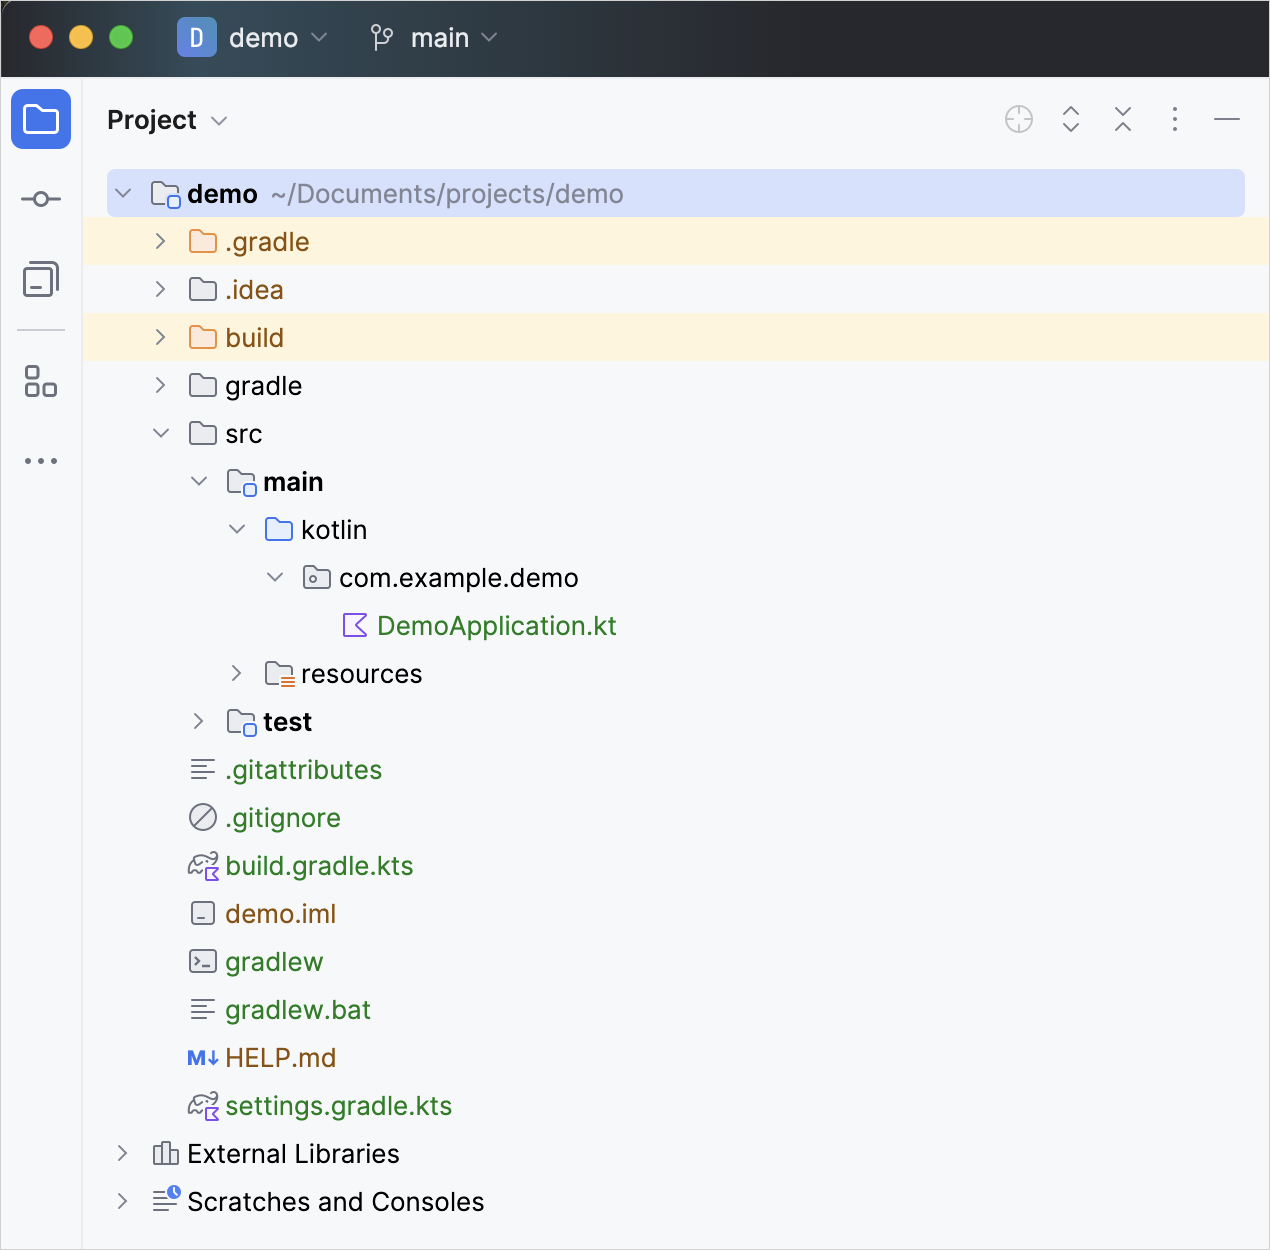 D demo main
Project
demo ~/Documents/projects/demo
.gradle
.idea
build
gradle
src
main
kotlin
com.example.demo
DemoApplication.kt
resources
test
.gitattributes
.gitignore
build.gradle.kts
demo.iml
gradlew
gradlew.bat
M↓ HELP.md
settings.gradle.kts
External Libraries
Scratches and Consoles